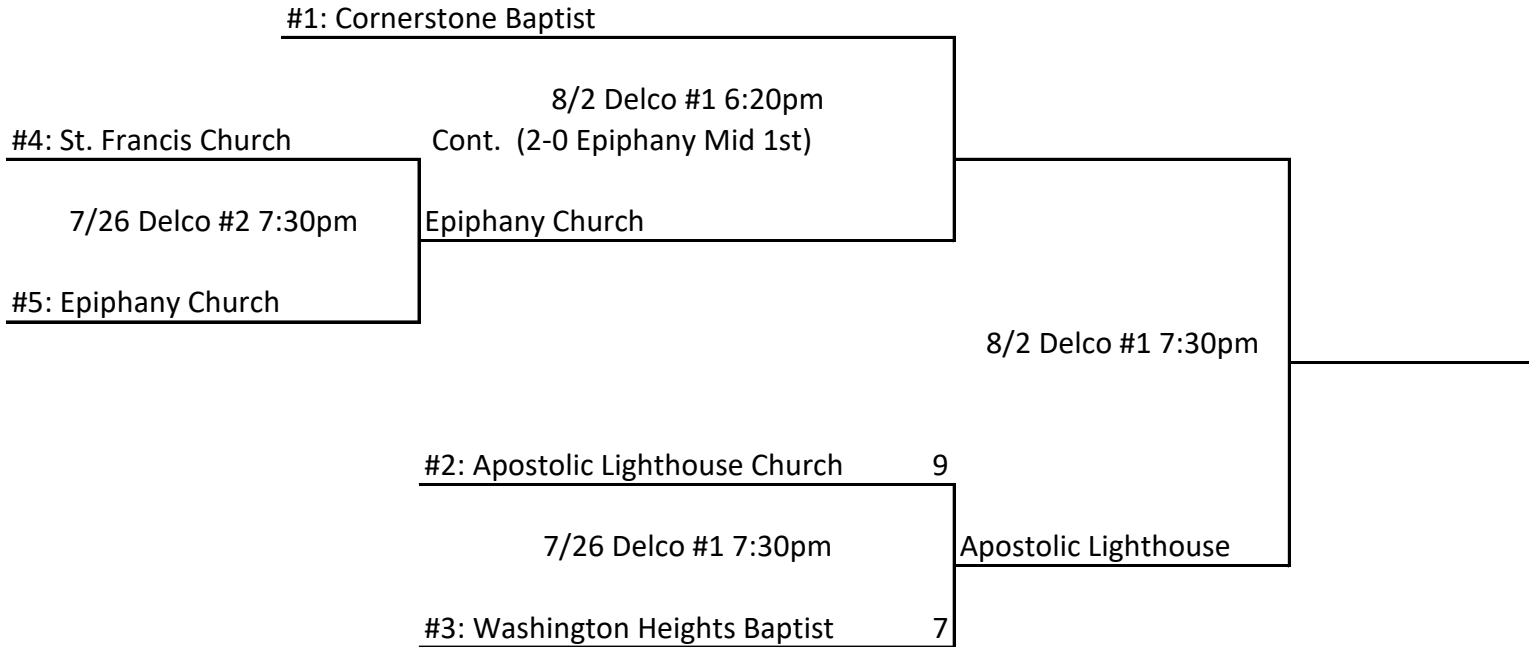 #1: Cornerstone Baptist
8/2 Delco #1 6:20pm
#4: St. Francis Church
Cont.  (2-0 Epiphany Mid 1st)
7/26 Delco #2 7:30pm
Epiphany Church
#5: Epiphany Church
8/2 Delco #1 7:30pm
#2: Apostolic Lighthouse Church 9
7/26 Delco #1 7:30pm
Apostolic Lighthouse
#3: Washington Heights Baptist 7